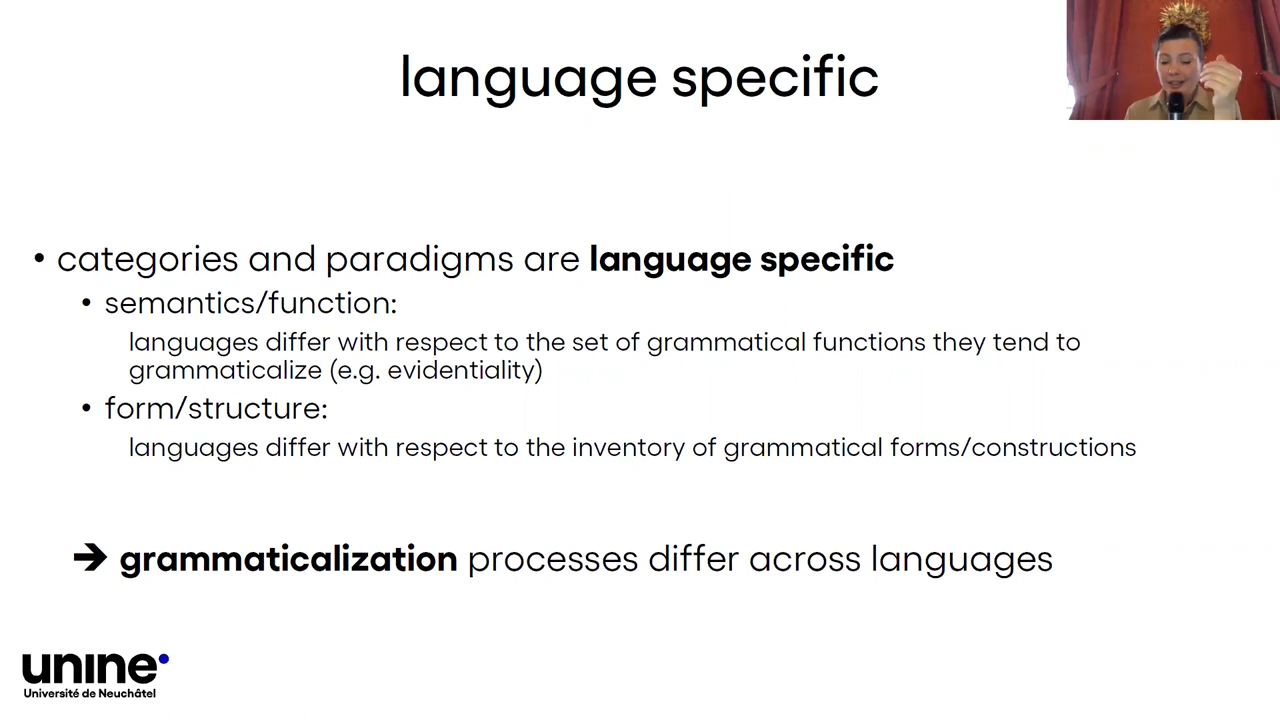 language specific
• categories and paradigms are language specific
• semantics/function:
languages differ with respect to the set of grammatical functions they tend to
grammaticalize (e.g. evidentiality)
• form/structure:
languages differ with respect to the inventory of grammatical forms/constructions
➔ grammaticalization processes differ across languages
unine
Université de Neuchâtel